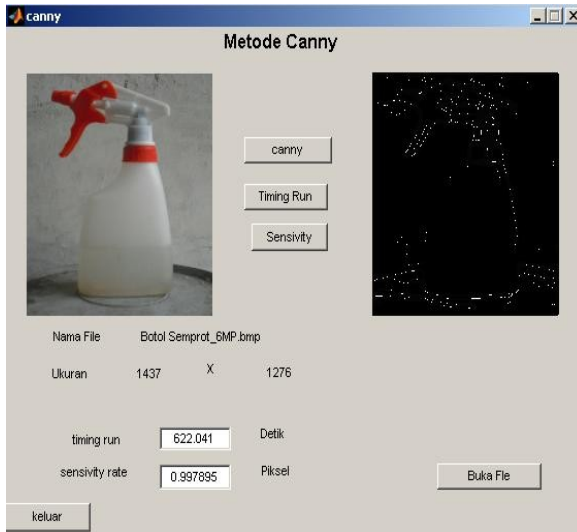 canny
Metode Canny
canny
Timing Run
Sensivity
Nama File Botol Semprot_6MP.bmp
Ukuran 1437 X 1276
timing run 622.041 Detik
sensivity rate 0.997895 Piksel
Buka Fle
keluar